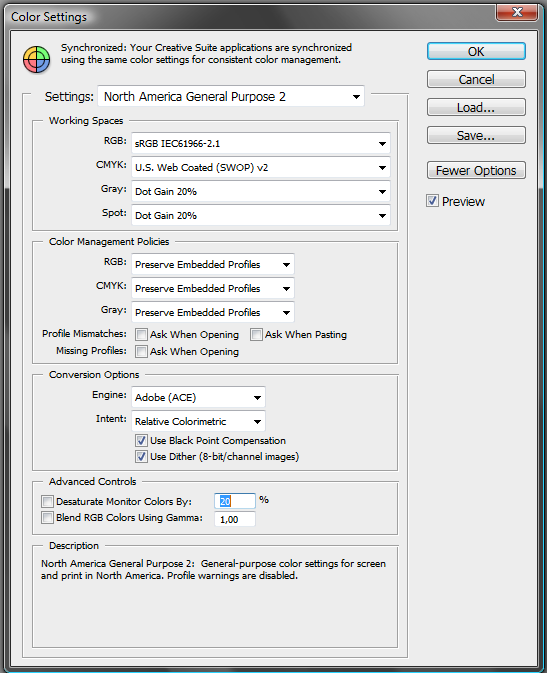 Color Settings
Synchronized: Your Creative Suite applications are synchronized
using the same color settings for consistent color management.
OK
Cancel
Load...
Save...
Fewer Options
Preview
Settings: North America General Purpose 2
Working Spaces
RGB: sRGB IEC61966-2.1
CMYK: U.S. Web Coated (SWOP) v2
Gray: Dot Gain 20%
Spot: Dot Gain 20%
Color Management Policies
RGB: Preserve Embedded Profiles
CMYK: Preserve Embedded Profiles
Gray: Preserve Embedded Profiles
Profile Mismatches: Ask When Opening Ask When Pasting
Missing Profiles: Ask When Opening
Conversion Options
Engine: Adobe (ACE)
Intent: Relative Colorimetric
Use Black Point Compensation
Use Dither (8-bit/channel images)
Advanced Controls
Desaturate Monitor Colors By: 20 %
Blend RGB Colors Using Gamma: 1,00
Description
North America General Purpose 2: General-purpose color settings for screen
and print in North America. Profile warnings are disabled.